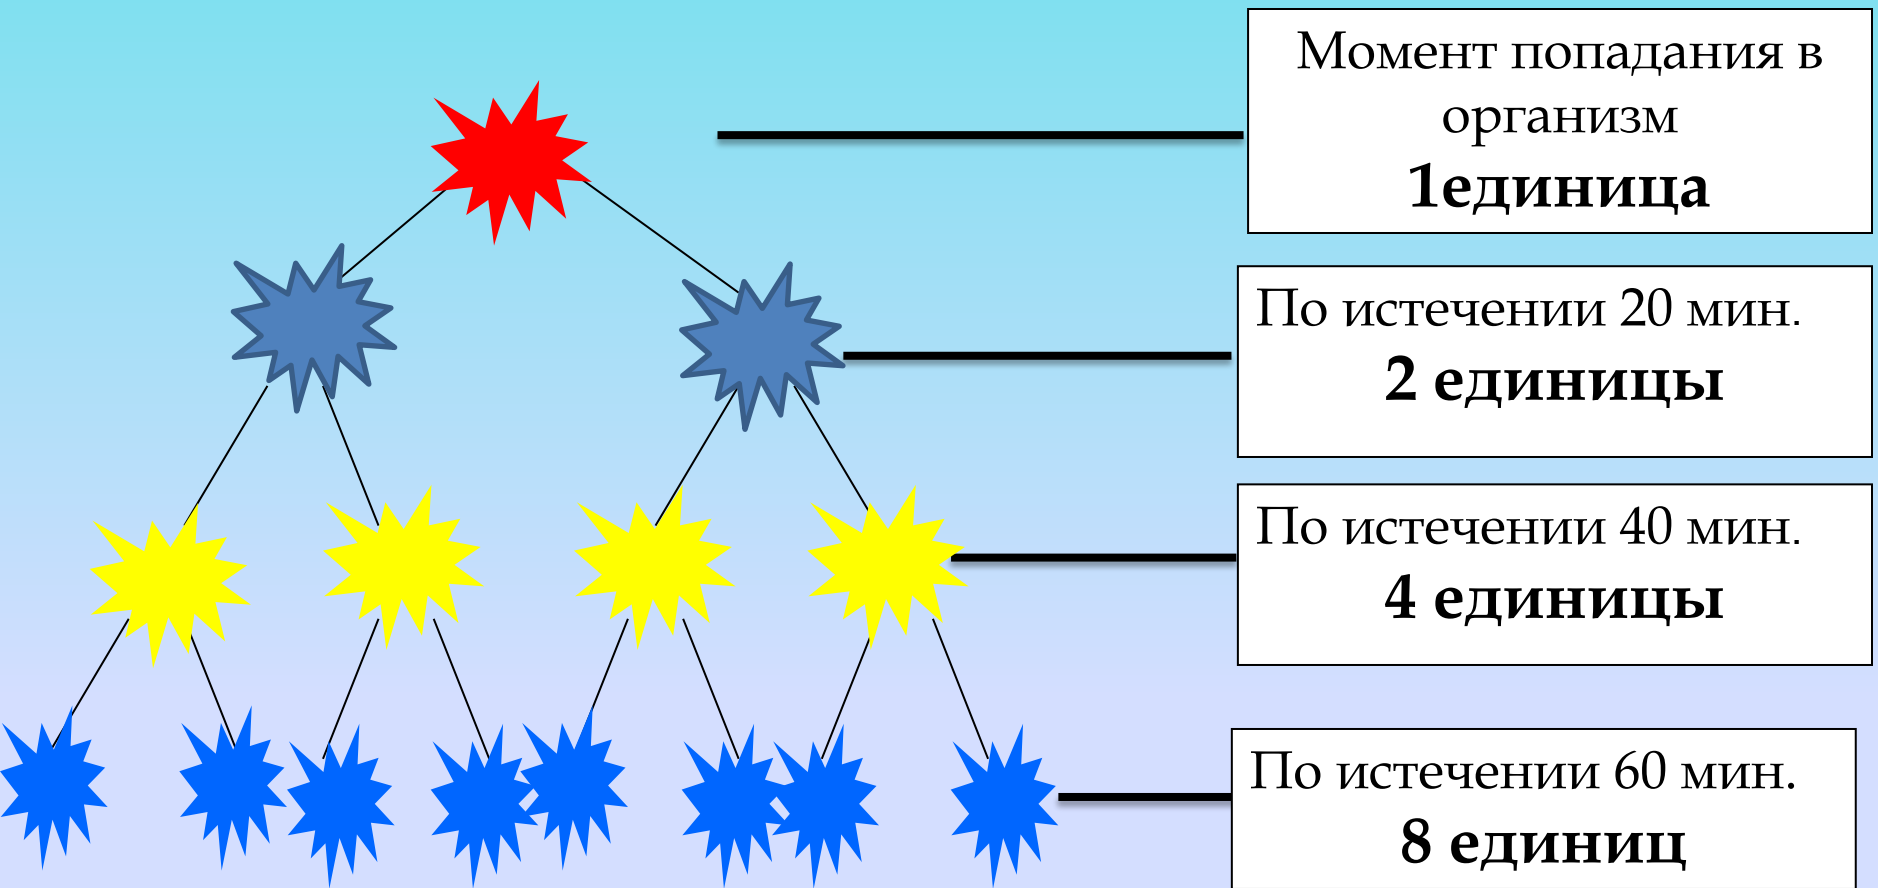 Момент попадания в
организм
1единица
По истечении 20 мин.
2 единицы
По истечении 40 мин.
4 единицы
По истечении 60 мин.
8 единиц